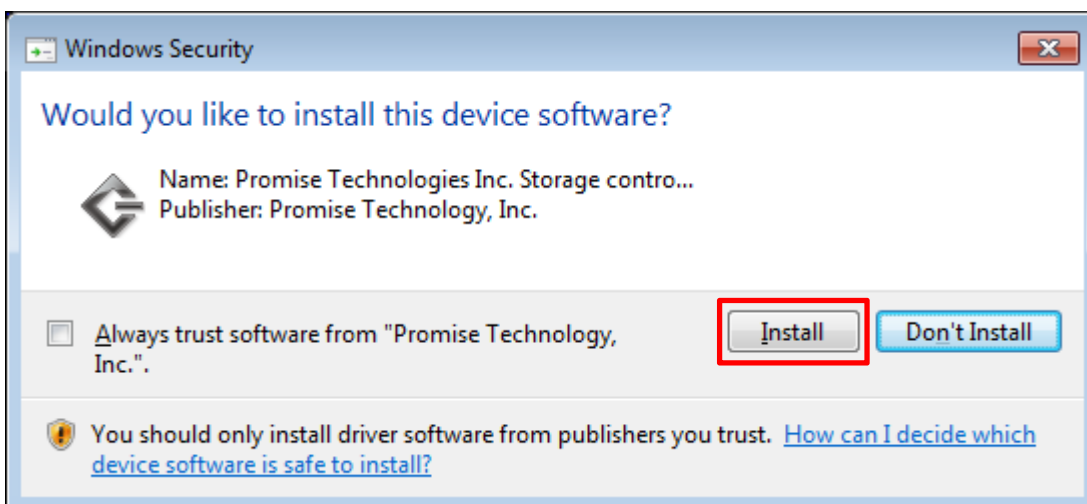 Windows Security
Would you like to install this device software?
Name: Promise Technologies Inc. Storage contro...
Publisher: Promise Technology, Inc.
Always trust software from "Promise Technology,
Inc.".
Install
Don't Install
You should only install driver software from publishers you trust. How can I decide which
device software is safe to install?